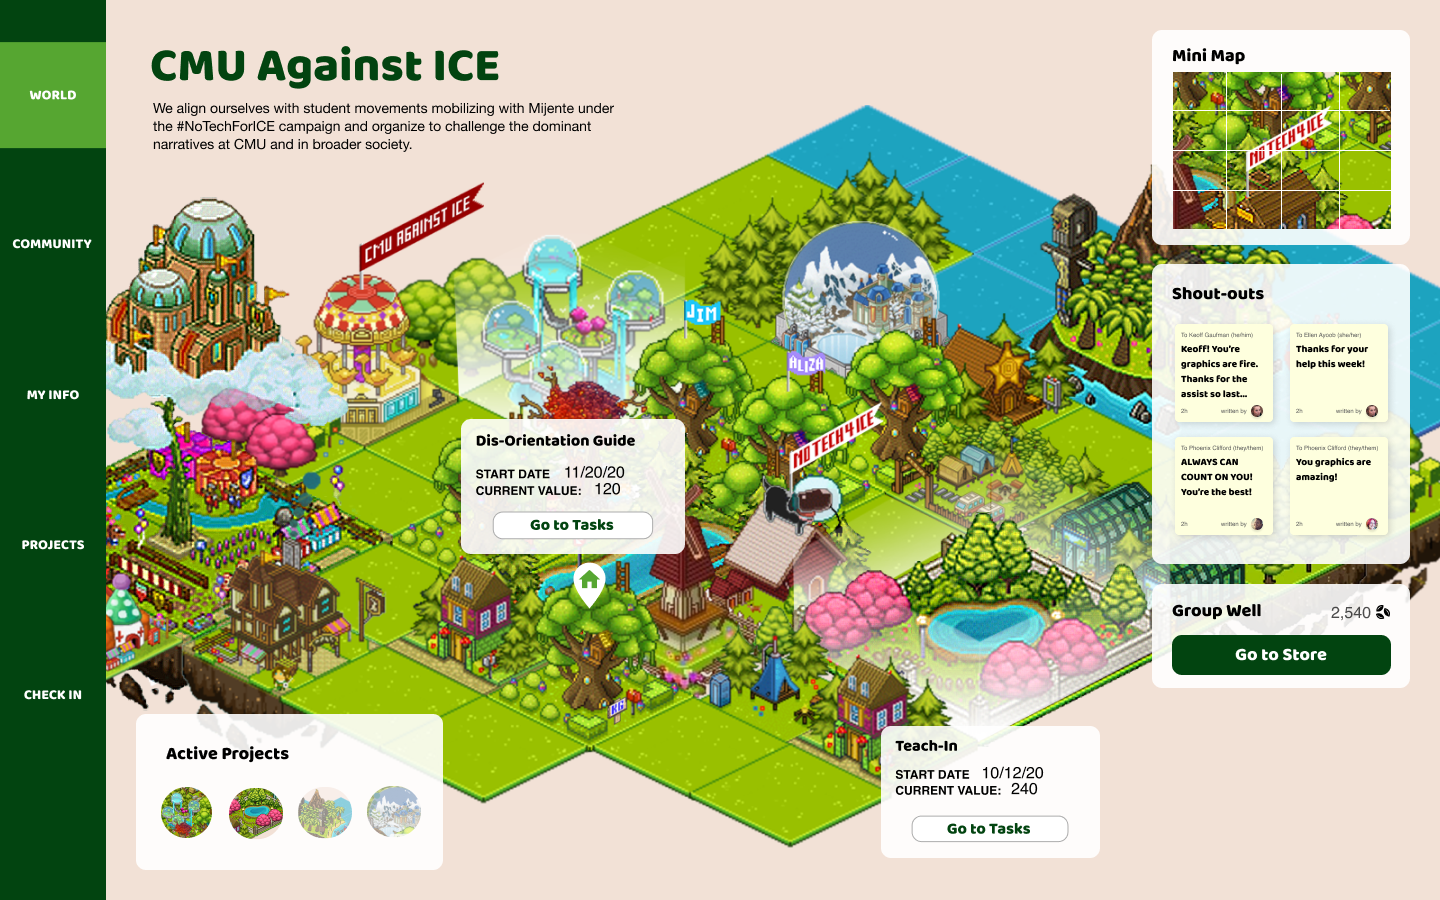 CMU Against ICE
We align ourselves with student movements mobilizing with Mijente under
the #NoTechForICE campaign and organize to challenge the dominant
narratives at CMU and in broader society.
WORLD
COMMUNITY
MY INFO
PROJECTS
CHECK IN
CMU AGAINST ICE
JIM
ALIZA
NO TECH 4 ICE
KG
Dis-Orientation Guide
START DATE 11/20/20
CURRENT VALUE: 120
Go to Tasks
Teach-In
START DATE 10/12/20
CURRENT VALUE: 240
Go to Tasks
Active Projects
Mini Map
NO TECH 4 ICE
Shout-outs
To Keoff Gaufman (he/him)
Keoff! You're
graphics are fire.
Thanks for the
assist so last...
2h written by
To Ellen Ayoob (she/her)
Thanks for your
help this week!
2h written by
To Phoenix Clifford (they/them)
ALWAYS CAN
COUNT ON YOU!
You're the best!
2h written by
To Phoenix Clifford (they/them)
You graphics are
amazing!
2h written by
Group Well 2,540
Go to Store